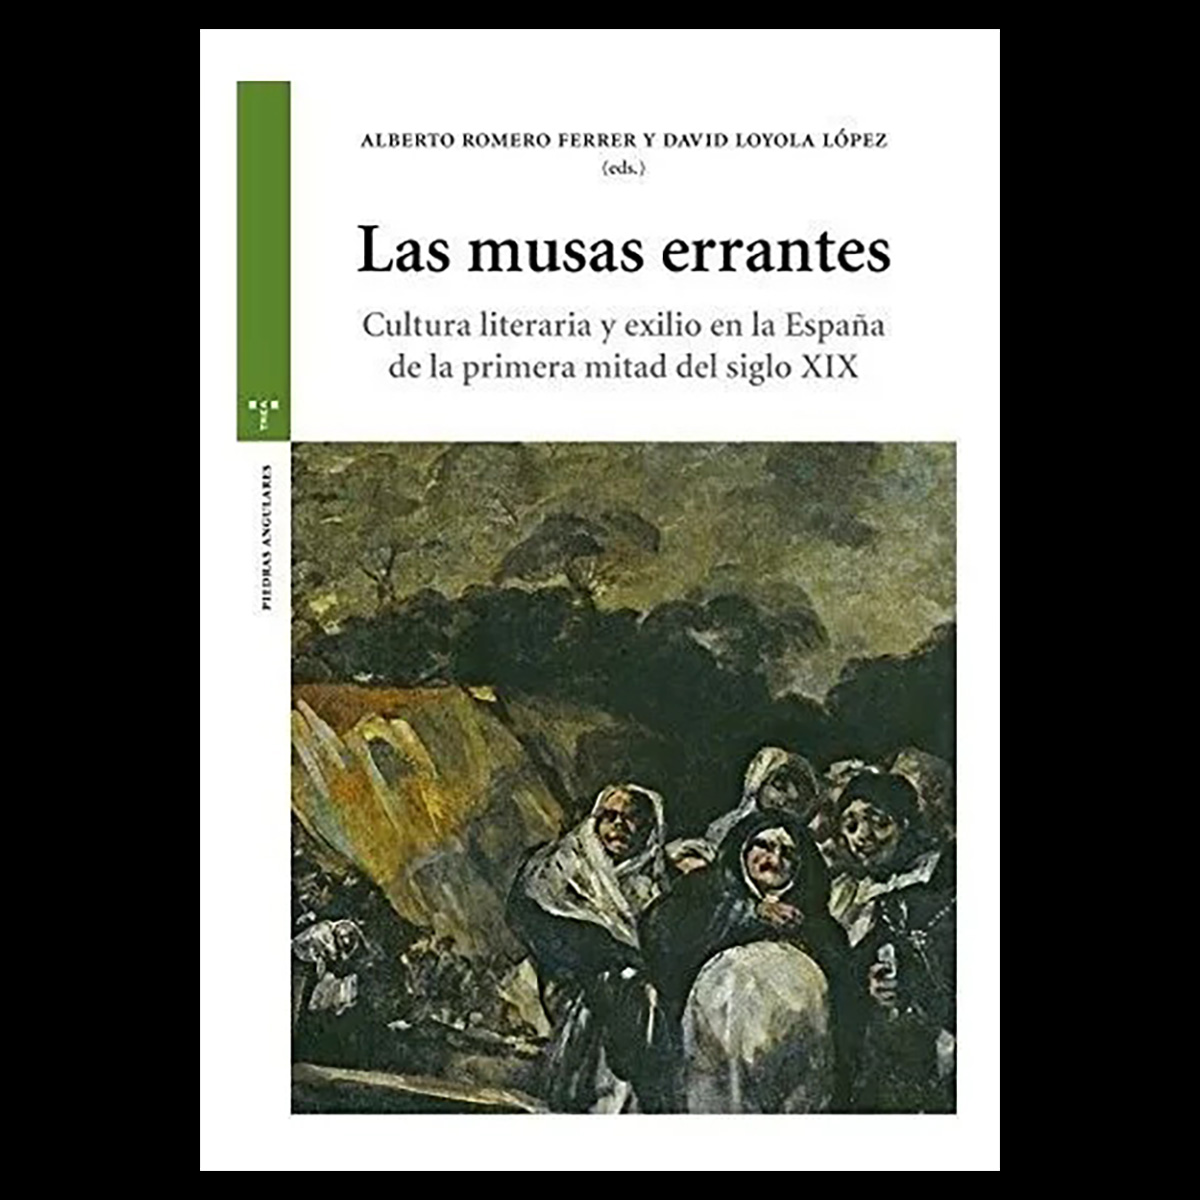 ALBERTO ROMERO FERRER Y DAVID LOYOLA LÓPEZ
(eds.)
Las musas errantes
Cultura literaria y exilio en la España
de la primera mitad del siglo XIX
TREA
PIEDRAS ANGULARES